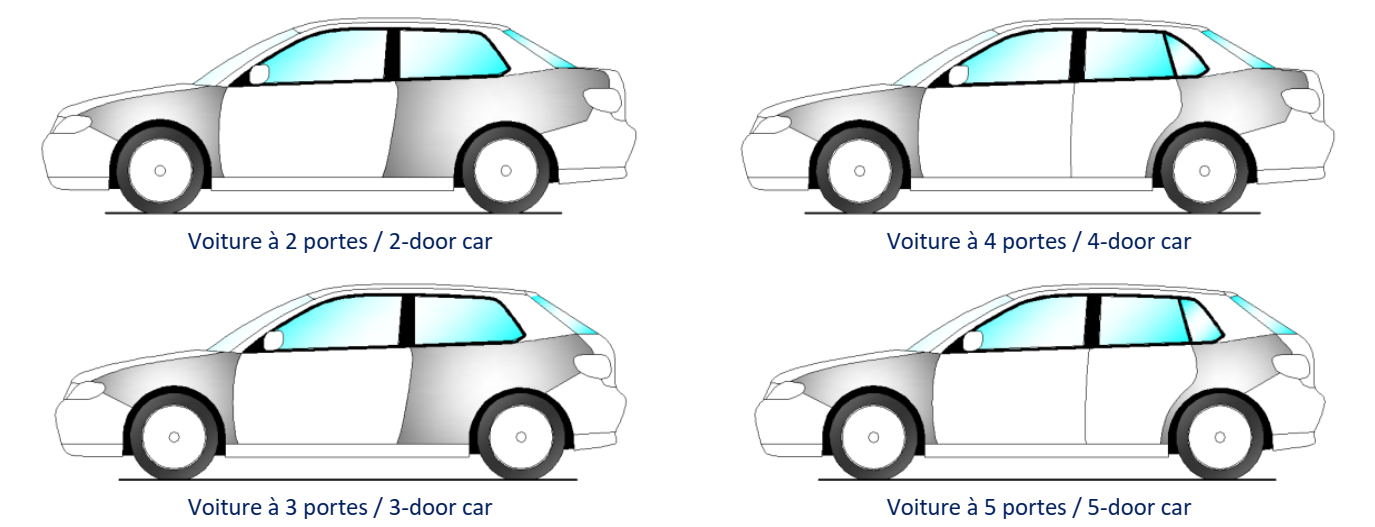 Voiture à 2 portes / 2-door car
Voiture à 4 portes / 4-door car
Voiture à 3 portes / 3-door car
Voiture à 5 portes / 5-door car